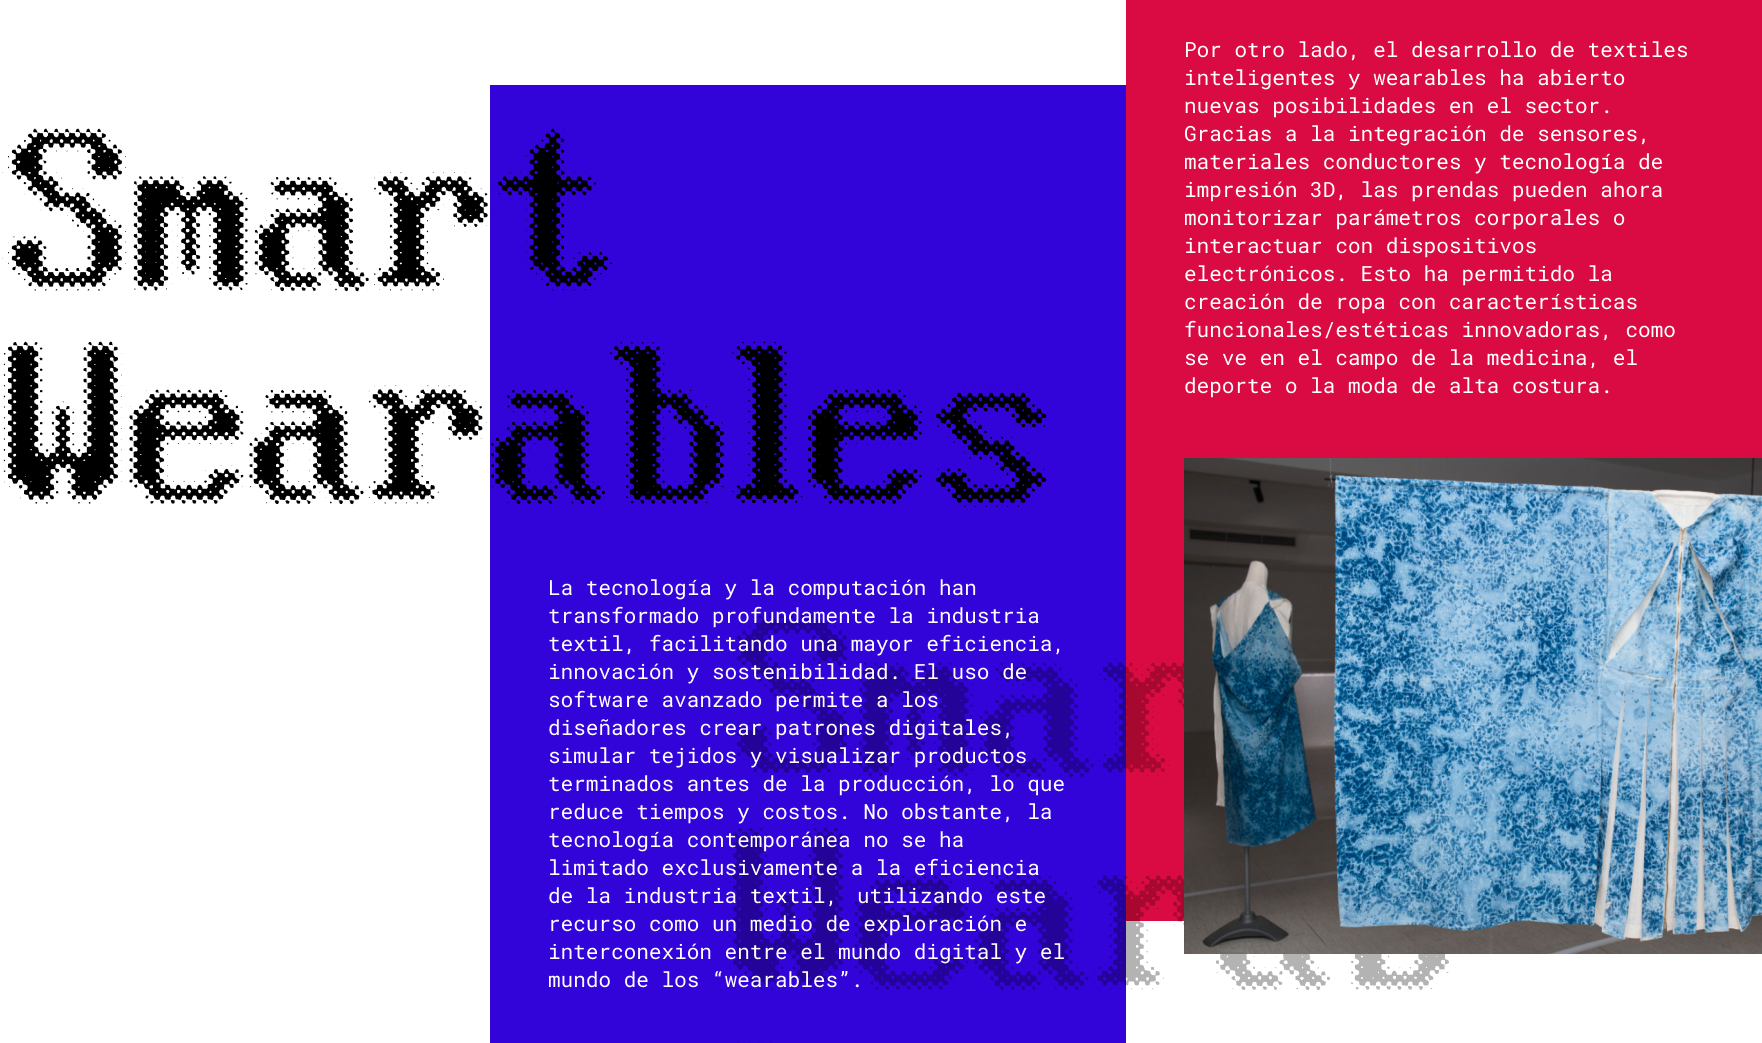 Smart
Wearables
La tecnología y la computación han
transformado profundamente la industria
textil, facilitando una mayor eficiencia,
innovación y sostenibilidad. El uso de
software avanzado permite a los
diseñadores crear patrones digitales,
simular tejidos y visualizar productos
terminados antes de la producción, lo que
reduce tiempos y costos. No obstante, la
tecnología contemporánea no se ha
limitado exclusivamente a la eficiencia
de la industria textil, utilizando este
recurso como un medio de exploración e
interconexión entre el mundo digital y el
mundo de los “wearables”.
Por otro lado, el desarrollo de textiles
inteligentes y wearables ha abierto
nuevas posibilidades en el sector.
Gracias a la integración de sensores,
materiales conductores y tecnología de
impresión 3D, las prendas pueden ahora
monitorizar parámetros corporales o
interactuar con dispositivos
electrónicos. Esto ha permitido la
creación de ropa con características
funcionales/estéticas innovadoras, como
se ve en el campo de la medicina, el
deporte o la moda de alta costura.
Smar
Wearab